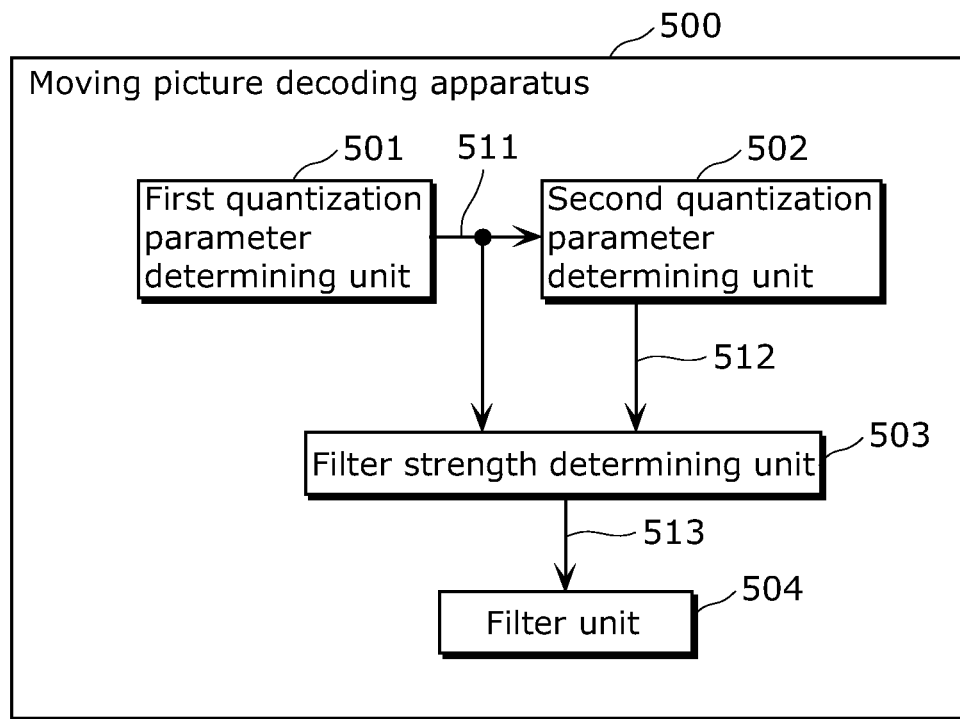 500
Moving picture decoding apparatus
501
511
502
First quantization
parameter
determining unit
Second quantization
parameter
determining unit
512
503
Filter strength determining unit
513
504
Filter unit